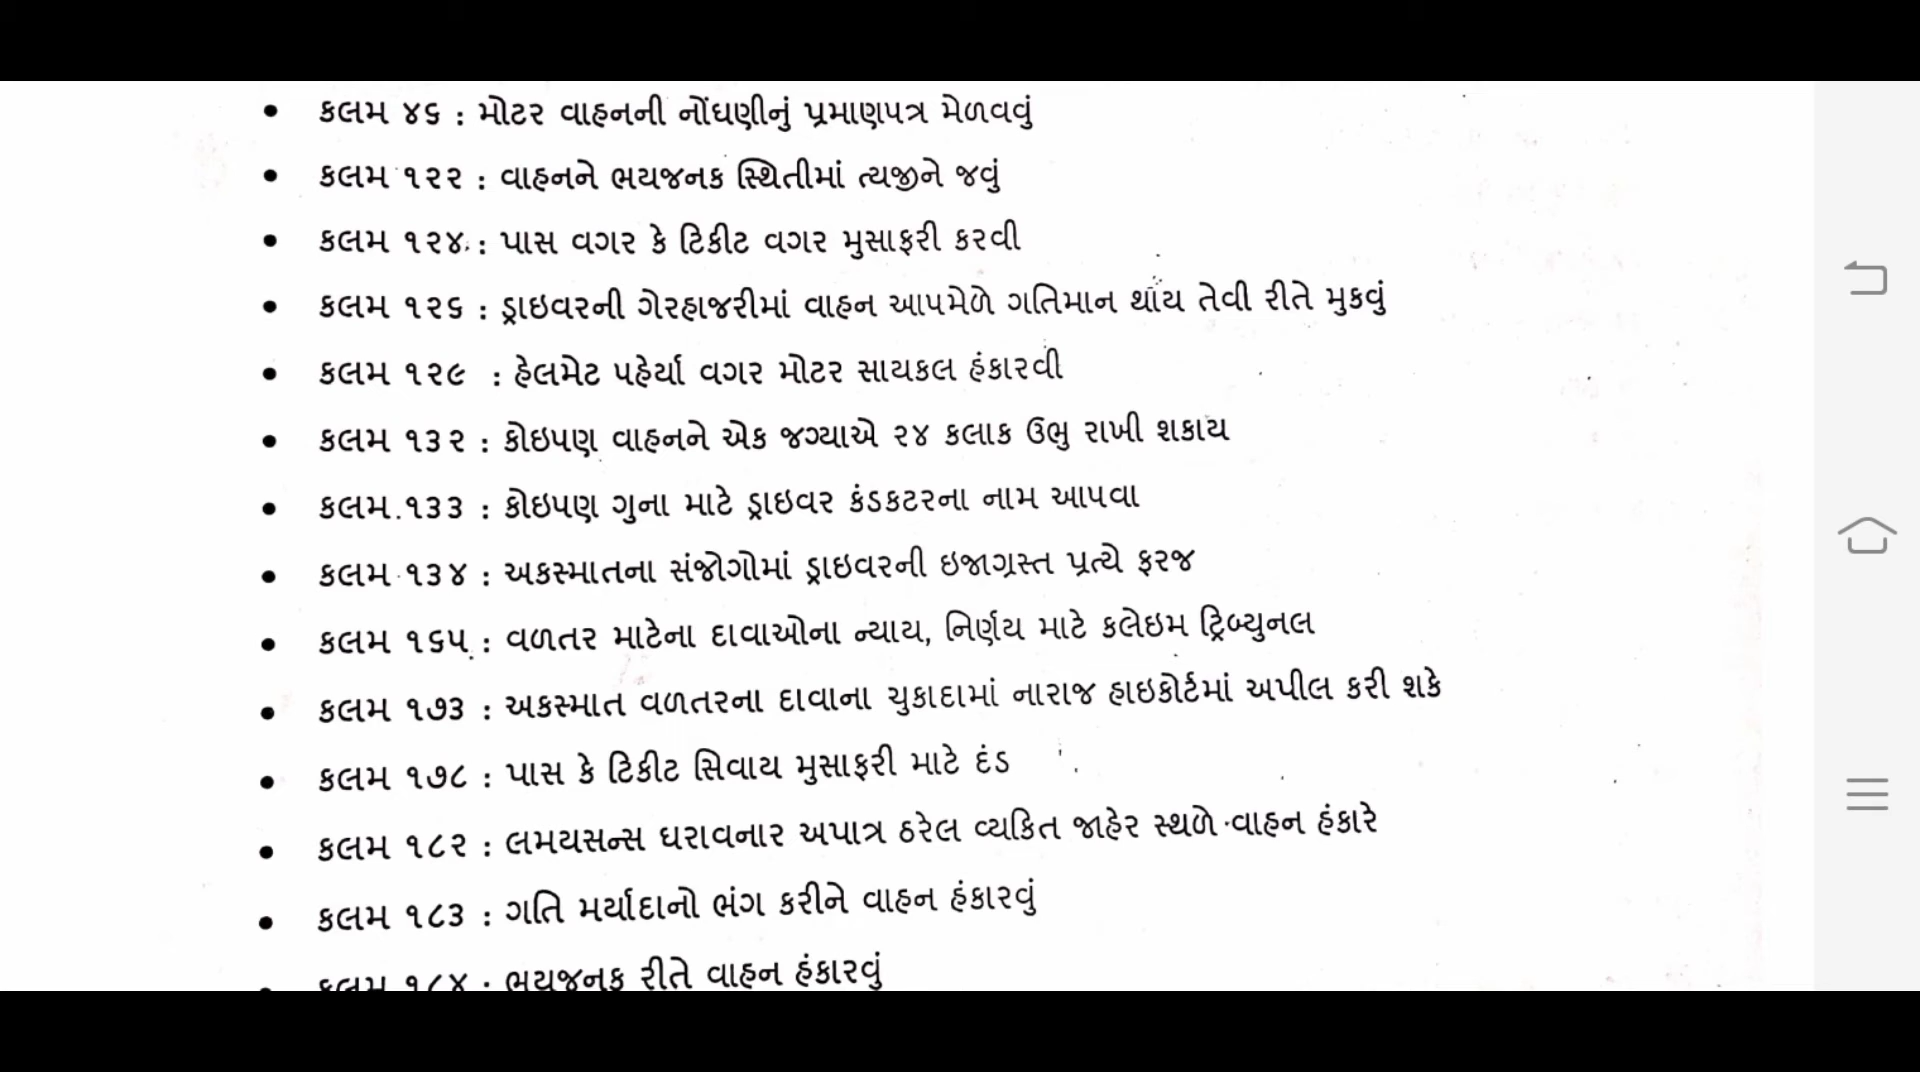 • કલમ ૪૬ : મોટર વાહનની નોંધણીનું પ્રમાણપત્ર મેળવવું
• કલમ ૧૨૨ : વાહનને ભયજનક સ્થિતીમાં ત્યજીને જવું
• કલમ ૧૨૪ : પાસ વગર કે ટિકીટ વગર મુસાફરી કરવી
• કલમ ૧૨૬ : ડ્રાઇવરની ગેરહાજરીમાં વાહન આપમેળે ગતિમાન થાય તેવી રીતે મુકવું
• કલમ ૧૨૯ : હેલમેટ પહેર્યા વગર મોટર સાયકલ હંકારવી
• કલમ ૧૩૨ : કોઇપણ વાહનને એક જગ્યાએ ૨૪ કલાક ઉભુ રાખી શકાય
• કલમ ૧૩૩ : કોઇપણ ગુના માટે ડ્રાઇવર કંડકટરના નામ આપવા
• કલમ ૧૩૪ : અકસ્માતના સંજોગોમાં ડ્રાઇવરની ઇજાગ્રસ્ત પ્રત્યે ફરજ
• કલમ ૧૬૫ : વળતર માટેના દાવાઓના ન્યાય, નિર્ણય માટે કલેઇમ ટ્રિબ્યુનલ
• કલમ ૧૭૩ : અકસ્માત વળતરના દાવાના ચુકાદામાં નારાજ હાઇકોર્ટમાં અપીલ કરી શકે
• કલમ ૧૭૮ : પાસ કે ટિકીટ સિવાય મુસાફરી માટે દંડ
• કલમ ૧૮૨ : લમયસન્સ ધરાવનાર અપાત્ર ઠરેલ વ્યકિત જાહેર સ્થળે વાહન હંકારે
• કલમ ૧૮૩ : ગતિ મર્યાદાનો ભંગ કરીને વાહન હંકારવું
• કલમ ૧૮૪ : ભયજનક રીતે વાહન હંકારવું